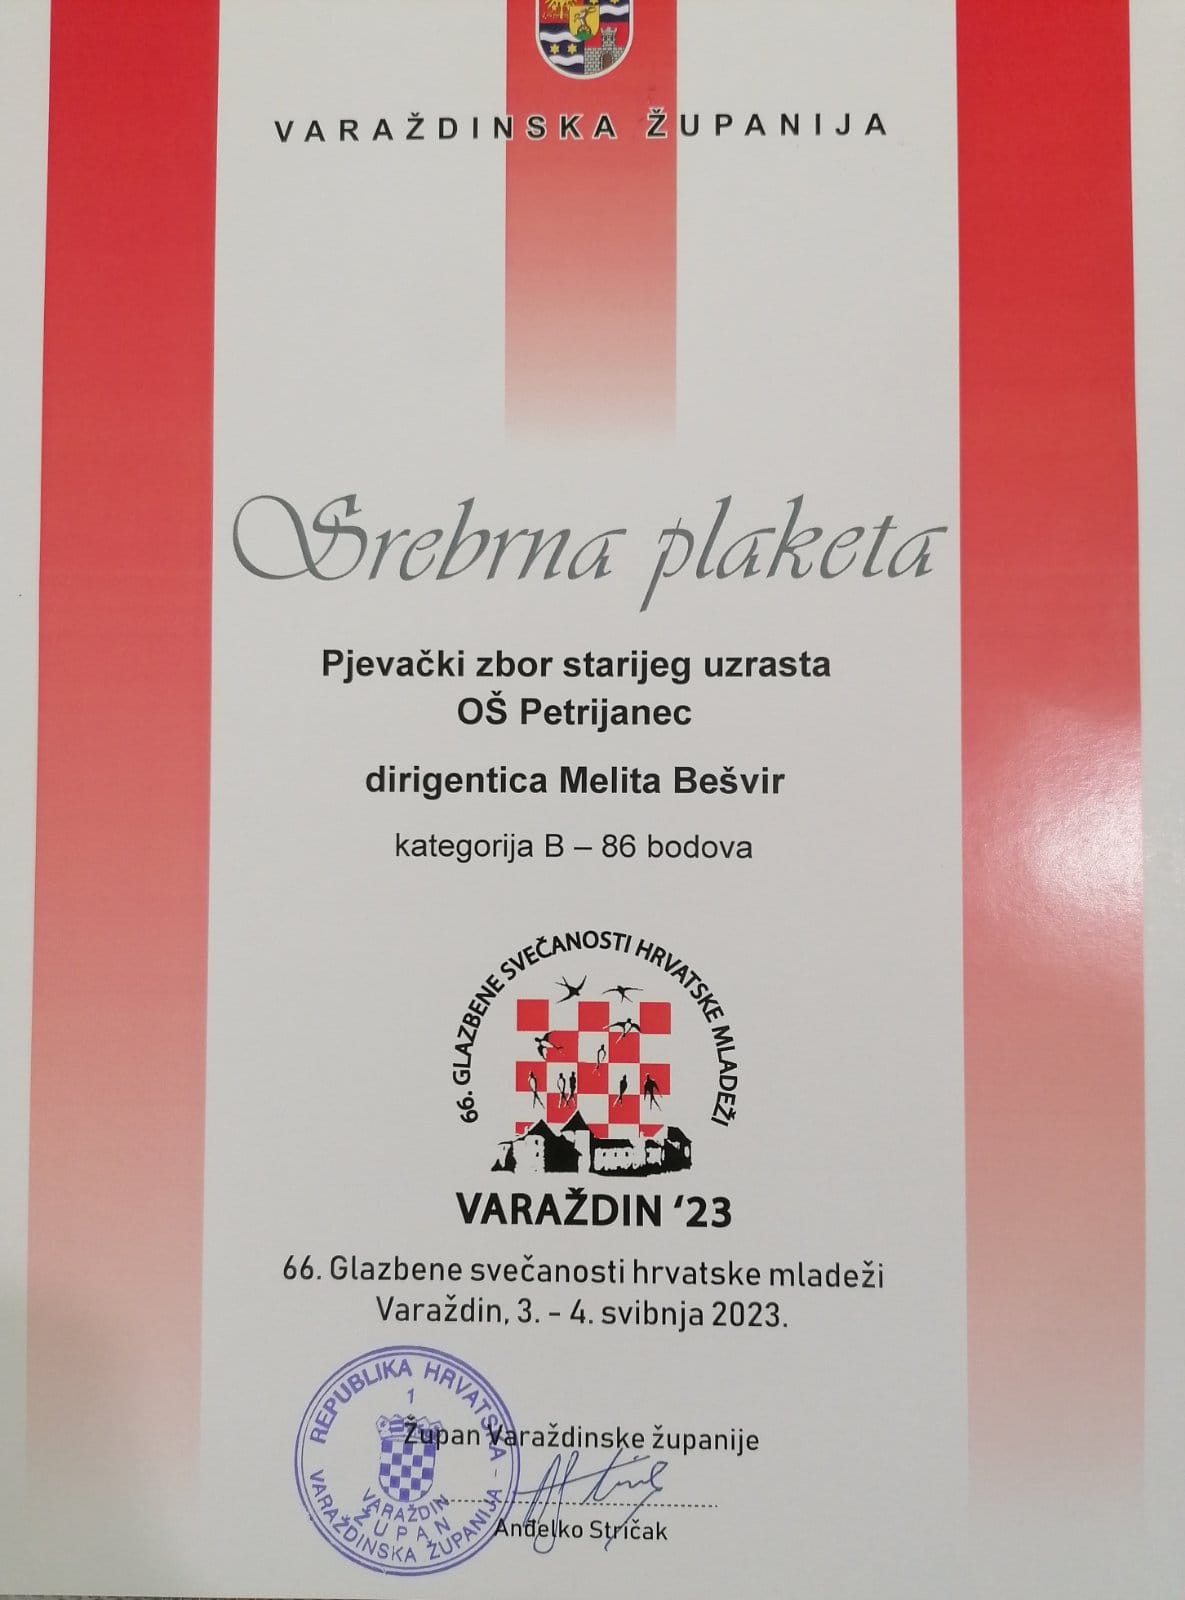 VARAŽDINSKA ŽUPANIJA
Srebrna plaketa
Pjevački zbor starijeg uzrasta
OŠ Petrijanec
dirigentica Melita Bešvir
kategorija B – 86 bodova
66. GLAZBENE SVEČANOSTI HRVATSKE MLADEŽI
VARAŽDIN ‘23
66. Glazbene svečanosti hrvatske mladeži
Varaždin, 3. - 4. svibnja 2023.
REPUBLIKA HRVATSKA - VARAŽDINSKA ŽUPANIJA
1
VARAŽDIN
ŽUPAN
Župan Varaždinske županije
Anđelko Stričak